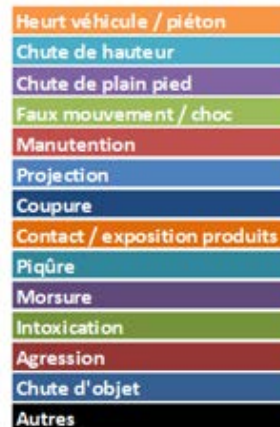 Heurt véhicule / piéton
Chute de hauteur
Chute de plain pied
Faux mouvement / choc
Manutention
Projection
Coupure
Contact / exposition produits
Piqûre
Morsure
Intoxication
Agression
Chute d'objet
Autres